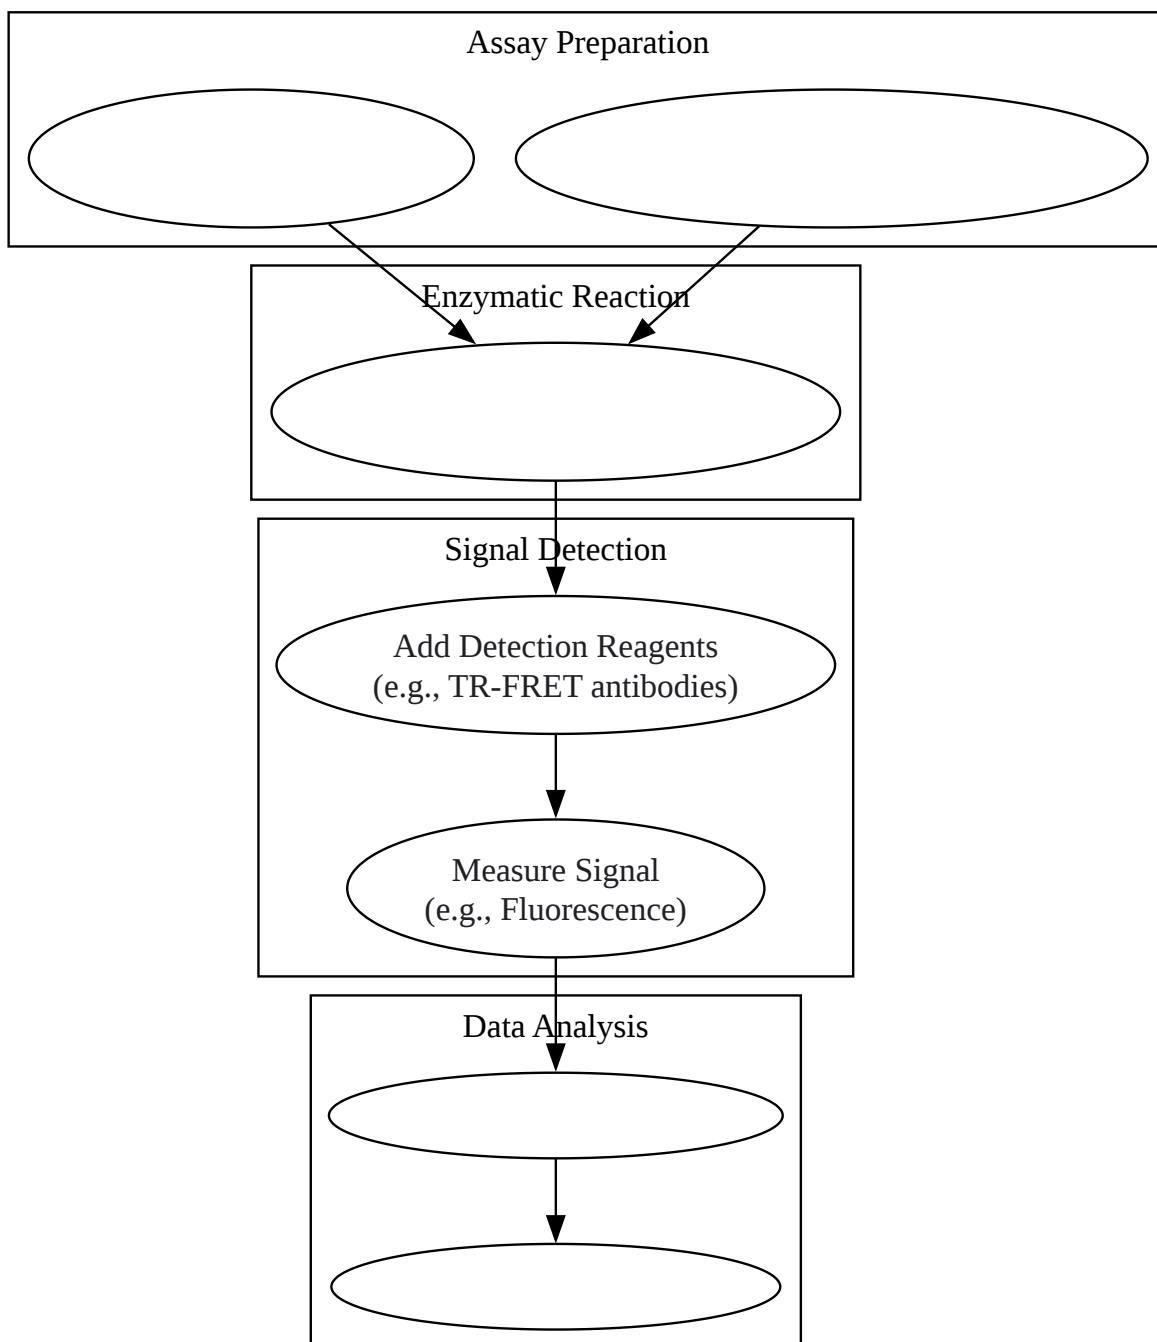 Assay Preparation
Enzymatic Reaction
Signal Detection
Add Detection Reagents
(e.g., TR-FRET antibodies)
Measure Signal
(e.g., Fluorescence)
Data Analysis